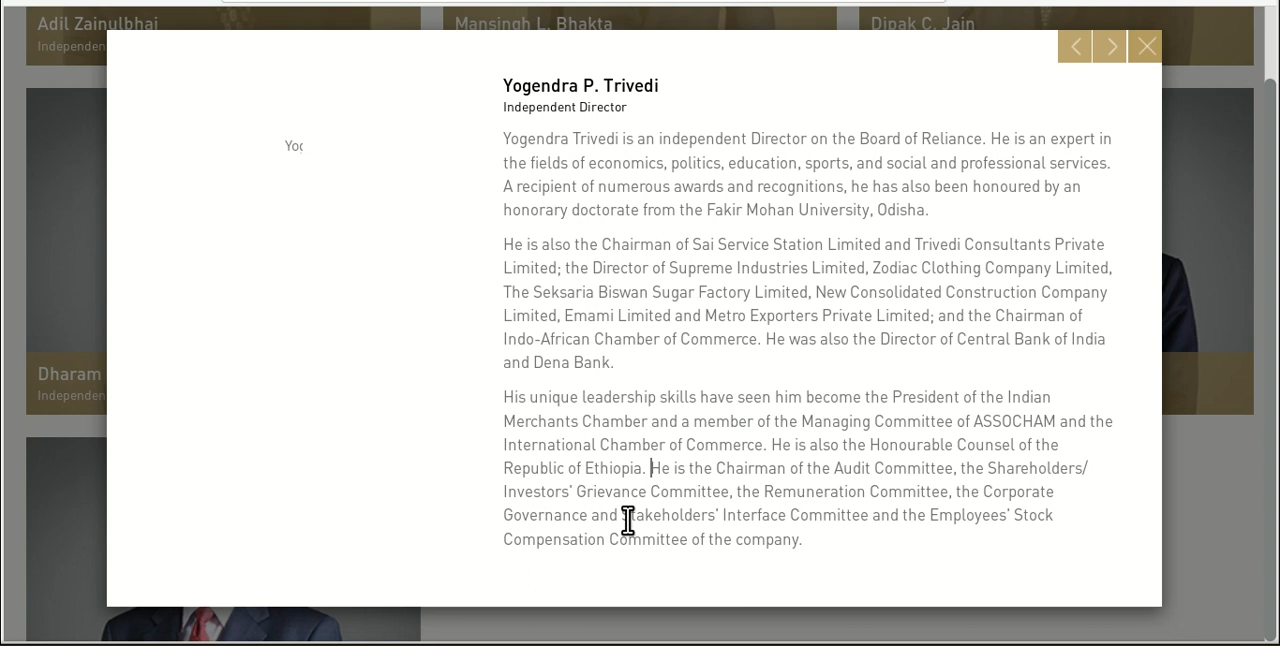 Adil Zainulbhai
Mansingh L. Bhakta
Dipak C. Jain
Independen
Yogendra P. Trivedi
Independent Director
Yogendra Trivedi is an independent Director on the Board of Reliance. He is an expert in
the fields of economics, politics, education, sports, and social and professional services.
A recipient of numerous awards and recognitions, he has also been honoured by an
honorary doctorate from the Fakir Mohan University, Odisha.
He is also the Chairman of Sai Service Station Limited and Trivedi Consultants Private
Limited; the Director of Supreme Industries Limited, Zodiac Clothing Company Limited,
The Seksaria Biswan Sugar Factory Limited, New Consolidated Construction Company
Limited, Emami Limited and Metro Exporters Private Limited; and the Chairman of
Indo-African Chamber of Commerce. He was also the Director of Central Bank of India
and Dena Bank.
His unique leadership skills have seen him become the President of the Indian
Merchants Chamber and a member of the Managing Committee of ASSOCHAM and the
International Chamber of Commerce. He is also the Honourable Counsel of the
Republic of Ethiopia. He is the Chairman of the Audit Committee, the Shareholders/
Investors' Grievance Committee, the Remuneration Committee, the Corporate
Governance and Stakeholders' Interface Committee and the Employees' Stock
Compensation Committee of the company.
Dharam
Independen